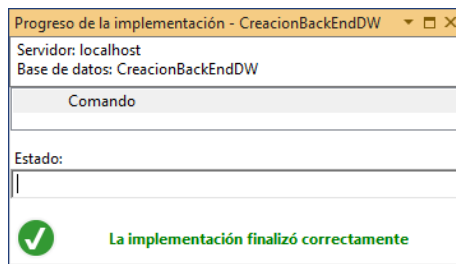 Progreso de la implementación - CreacionBackEndDW
Servidor: localhost
Base de datos: CreacionBackEndDW
Comando
Estado:
La implementación finalizó correctamente